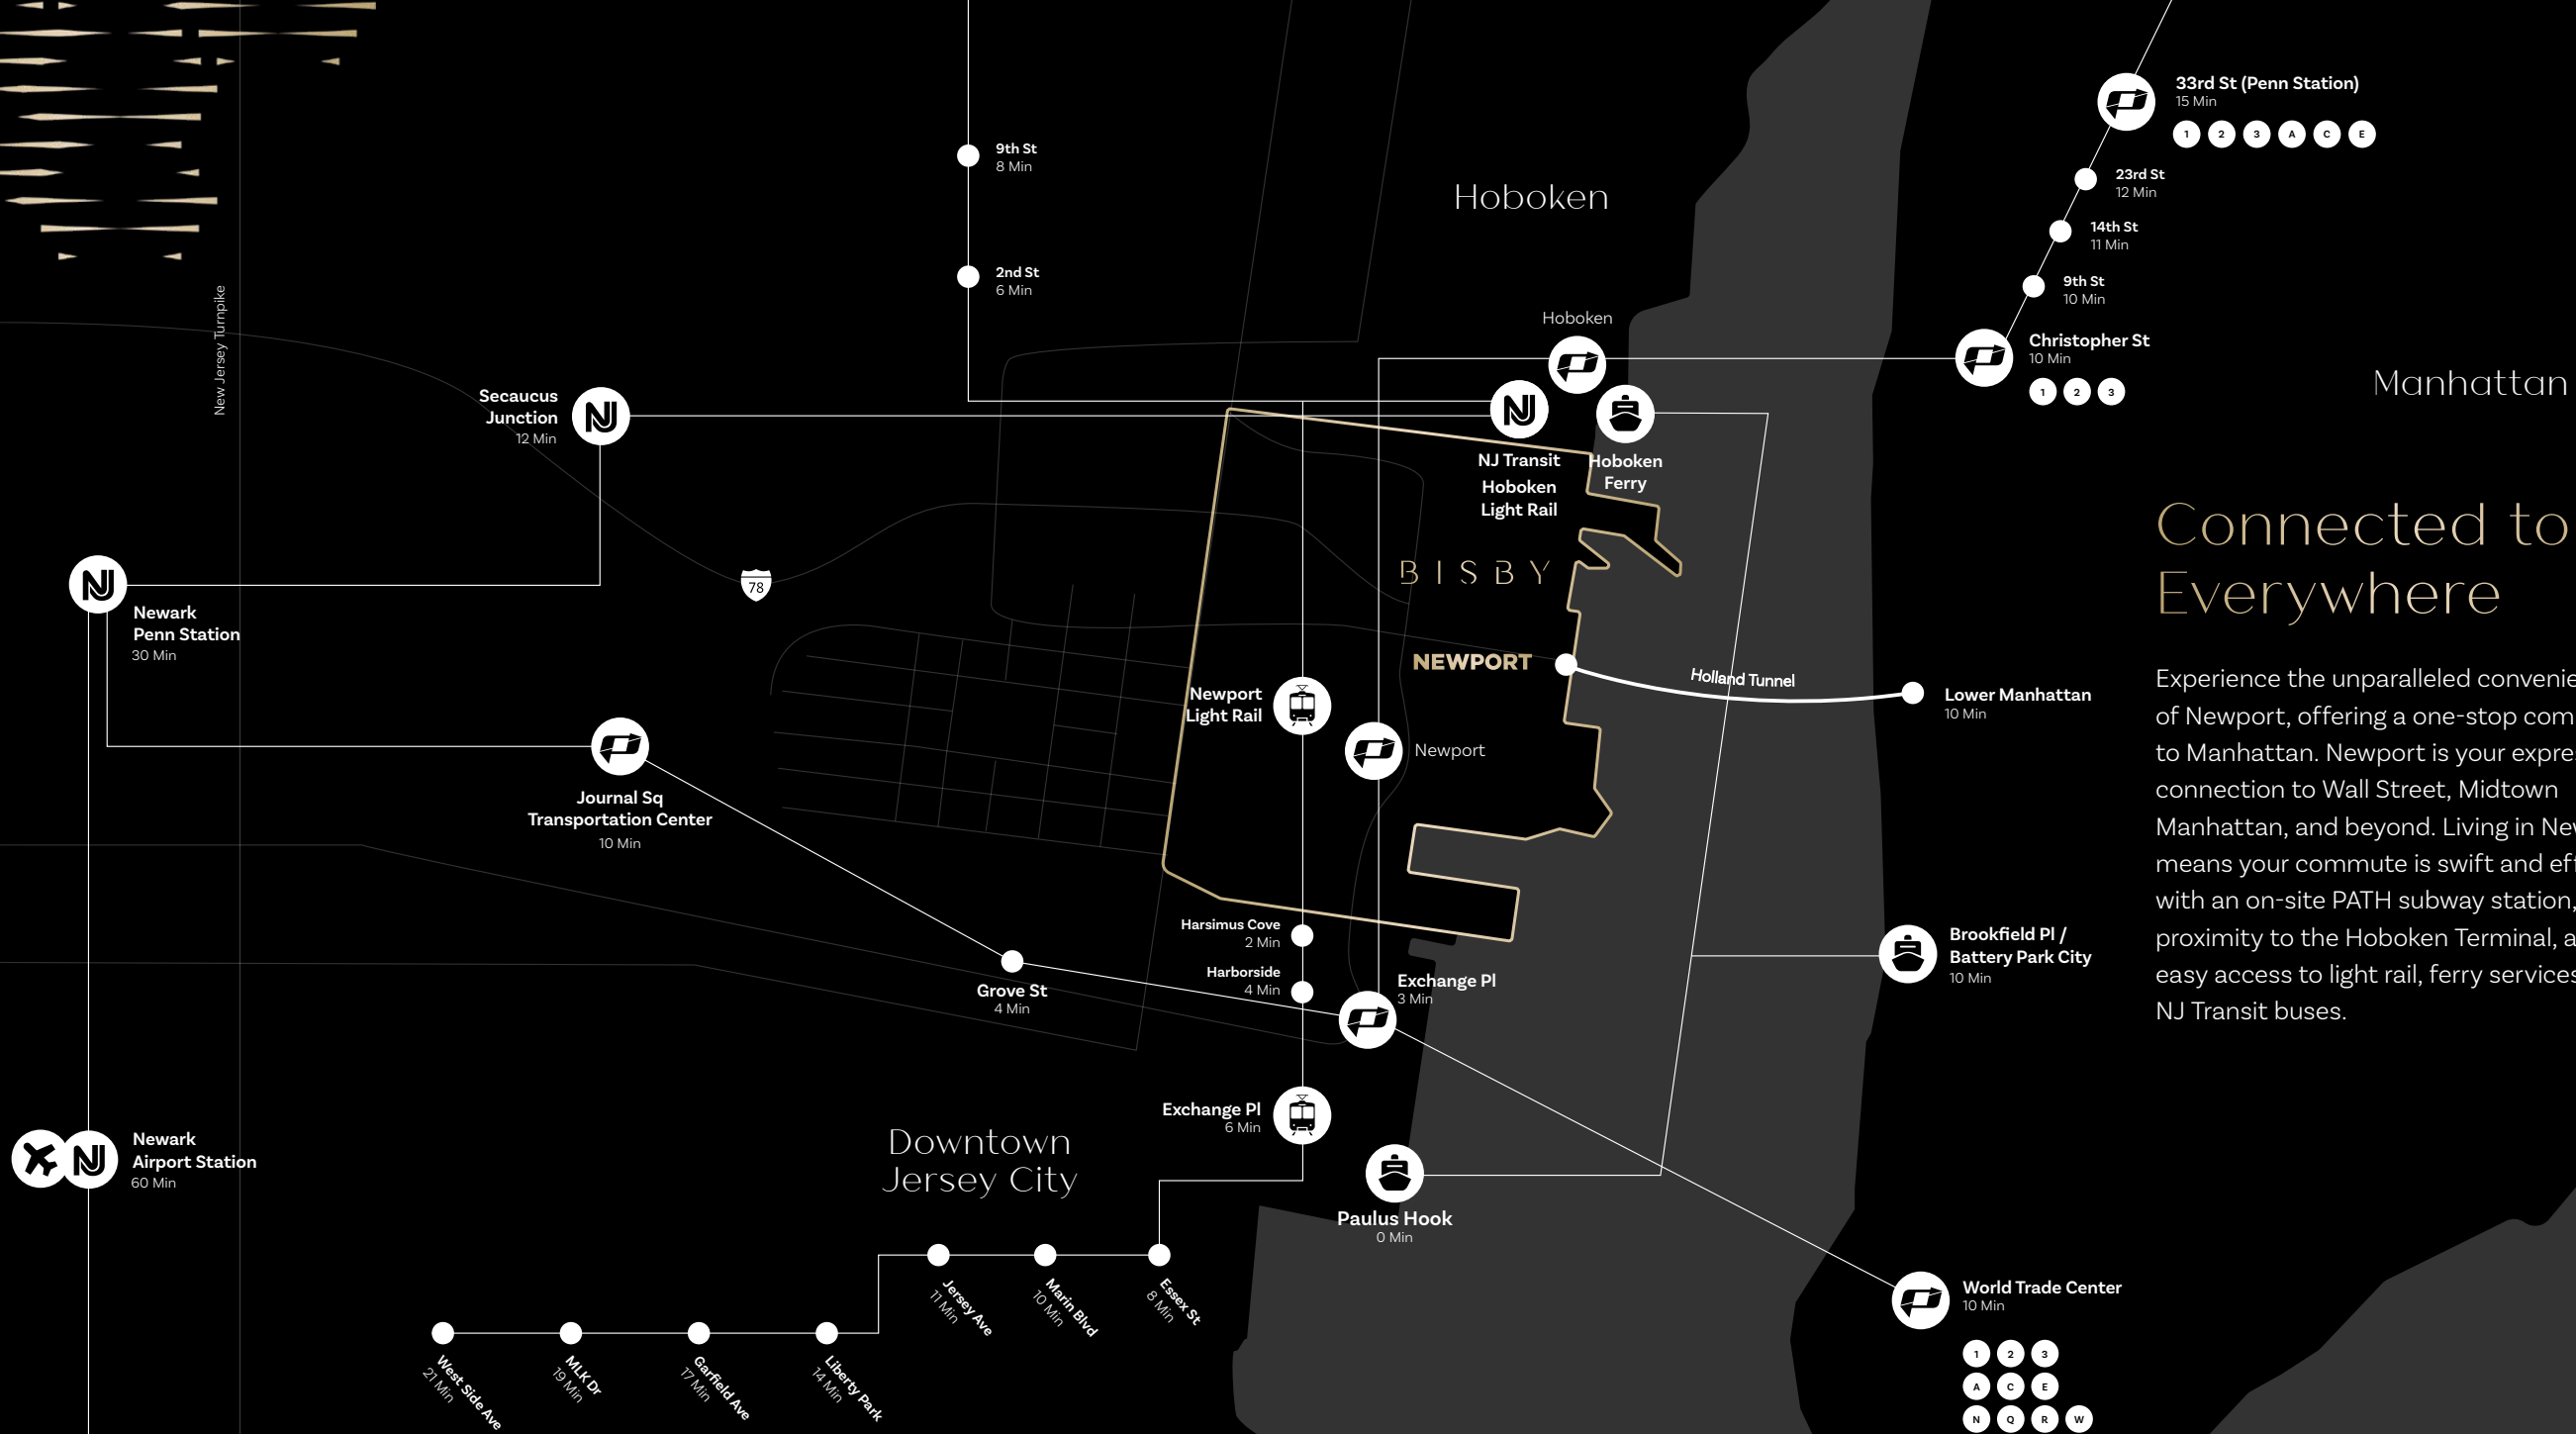 New Jersey Turnpike
9th St
8 Min
2nd St
6 Min
Hoboken
33rd St (Penn Station)
15 Min
1 2 3 A C E
23rd St
12 Min
14th St
11 Min
9th St
10 Min
Christopher St
10 Min
1 2 3
Manhattan
Hoboken
Secaucus
Junction
12 Min
NJ Transit
Hoboken
Light Rail
Hoboken
Ferry
78
BISBY
NEWPORT
Holland Tunnel
Lower Manhattan
10 Min
Newark
Penn Station
30 Min
Newport
Light Rail
Newport
Journal Sq
Transportation Center
10 Min
Connected to
Everywhere
Experience the unparalleled
of Newport, offering a one-stop
to Manhattan. Newport is your
connection to Wall Street, Midtown
Manhattan, and beyond. Living in
means your commute is swift and
with an on-site PATH subway station,
proximity to the Hoboken Terminal,
easy access to light rail, ferry services
NJ Transit buses.
Harsimus Cove
2 Min
Harborside
4 Min
Grove St
4 Min
Exchange Pl
3 Min
Brookfield Pl /
Battery Park City
10 Min
Exchange Pl
6 Min
Newark
Airport Station
60 Min
Downtown
Jersey City
Paulus Hook
0 Min
Jersey Ave
11 Min
Marin Blvd
10 Min
Essex St
8 Min
West Side Ave
21 Min
MLK Dr
19 Min
Garfield Ave
17 Min
Liberty Park
14 Min
World Trade Center
10 Min
1 2 3
A C E
N Q R W